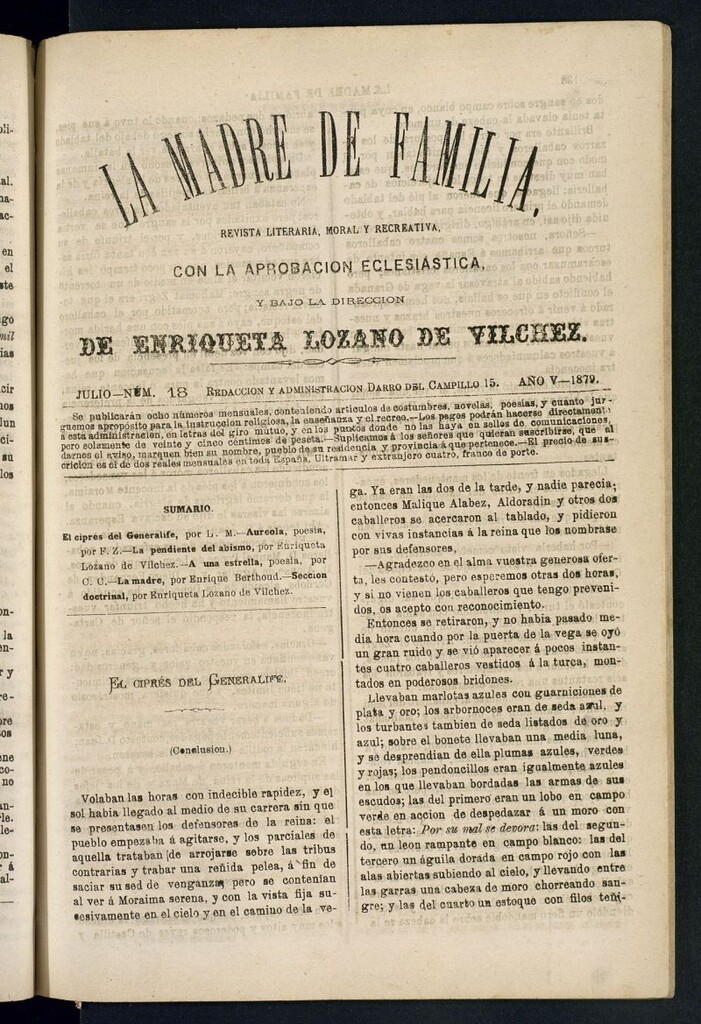 LA MADRE DE FAMILIA,
REVISTA LITERARIA, MORAL Y RECREATIVA,
CON LA APROBACION ECLESIÁSTICA,
Y BAJO LA DIRECCION
DE ENRIQUETA LOZANO DE VILCHEZ.
JULIO—NÚM. 18 REDACCION Y ADMINISTRACION DARRO DEL CAMPILLO 15. AÑO V—1879.
Se publicarán ocho números mensuales, conteniendo artículos de costumbres, novelas, poesías, y cuanto juz-
guemos apropósito para la instruccion religiosa, la enseñanza y el recreo.—Los pagos podrán hacerse directament
á esta administracion, en letras del giro mútuo, y en los puntos donde no las haya en sellos de comunicaciones,
pero solamente de veinte y cinco céntimos de peseta.—Suplicamos á los señores que quieran suscribirse, que al
darnos el aviso, marquen bien su nombre, pueblo de su residencia y provincia á que pertenece.—El precio de sus-
cricion es el de dos reales mensuales en toda España, Ultramar y extranjero cuatro, franco de porte.
SUMARIO.
El ciprés del Generalife, por L. M.—Aureola, poesía,
por F. Z.—La pendiente del abismo, por Enriqueta
Lozano de Vilchez.—A una estrella, poesía, por
C. C.—La madre, por Enrique Berthoud.—Seccion
doctrinal, por Enriqueta Lozano de Vilchez.
EL CIPRÉS DEL GENERALIFE.
(Conclusion.)
Volaban las horas con indecible rapidez, y el
sol habia llegado al medio de su carrera sin que
se presentasen los defensores de la reina: el
pueblo empezaba á agitarse, y los parciales de
aquella trataban de arrojarse sobre las tribus
contrarias y trabar una reñida pelea, á fin de
saciar su sed de venganza; pero se contenian
al ver á Moraima serena, y con la vista fija su-
cesivamente en el cielo y en el camino de la ve-
ga. Ya eran las dos de la tarde, y nadie parecia;
entonces Malique Alabez, Aldoradin y otros dos
caballeros se acercaron al tablado, y pidieron
con vivas instancias á la reina que los nombrase
por sus defensores,
—Agradezco en el alma vuestra generosa ofer-
ta, les contestó, pero esperemos otras dos horas,
y si no vienen los caballeros que tengo preveni-
dos, os acepto con reconocimiento.
Entonces se retiraron, y no habia pasado me-
dia hora cuando por la puerta de la vega se oyó
un gran ruido y se vió aparecer á pocos instan-
tes cuatro caballeros vestidos á la turca, mon-
tados en poderosos bridones.
Llevaban marlotas azules con guarniciones de
plata y oro; los arbornoces eran de seda azul, y
los turbantes tambien de seda listados de oro y
azul; sobre el bonete llevaban una media luna,
y se desprendian de ella plumas azules, verdes
y rojas; los pendoncillos eran igualmente azules
en los que llevaban bordadas las armas de sus
escudos; las del primero eran un lobo en campo
verde en accion de despedazar á un moro con
esta letra: Por su mal se devora: las del segun-
do, un leon rampante en campo blanco: las del
tercero un águila dorada en campo rojo con las
alas abiertas subiendo al cielo, y llevando entre
las garras una cabeza de moro chorreando san-
gre; y las del cuarto un estoque con filos teñi-